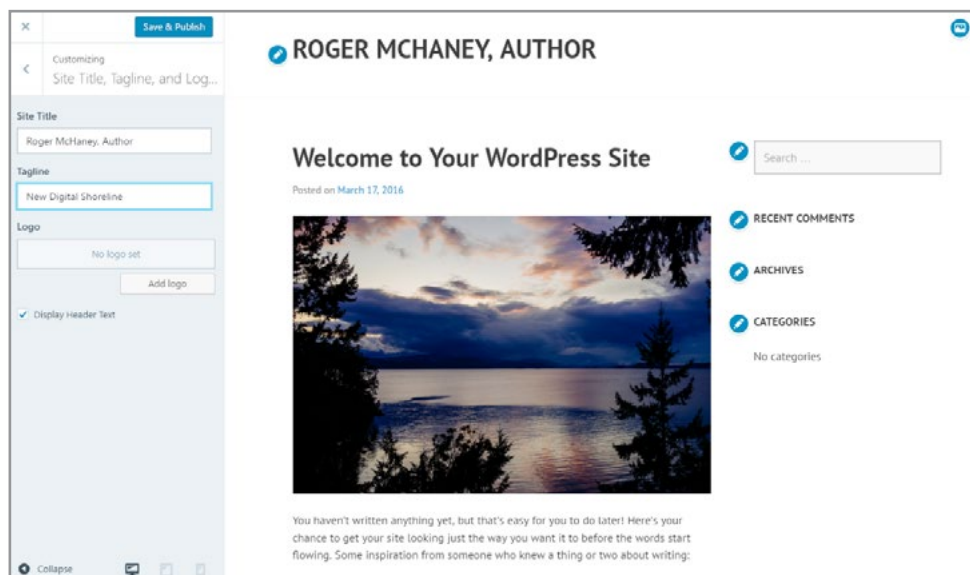 Save & Publish
Customizing
Site Title, Tagline, and Log...
Site Title
Roger McHaney, Author
Tagline
New Digital Shoreline
Logo
No logo set
Add logo
Display Header Text
Collapse
ROGER MCHANEY, AUTHOR
Welcome to Your WordPress Site
Posted on March 17, 2016
You haven't written anything yet, but that's easy for you to do later! Here's your
chance to get your site looking just the way you want it to before the words start
flowing. Some inspiration from someone who knew a thing or two about writing:
Search ...
RECENT COMMENTS
ARCHIVES
CATEGORIES
No categories